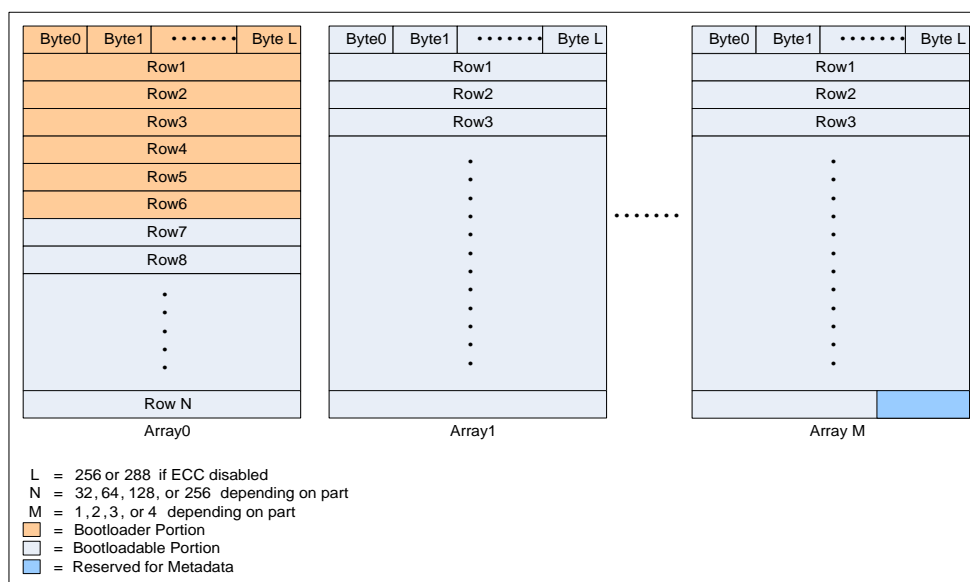 Byte0 Byte1 ······· Byte L
Row1
Row2
Row3
Row4
Row5
Row6
Row7
Row8
Row N
Array0
Byte0 Byte1 ······· Byte L
Row1
Row2
Row3
Array1
·······
Byte0 Byte1 ······· Byte L
Row1
Row2
Row3
Array M
L = 256 or 288 if ECC disabled
N = 32, 64, 128, or 256 depending on part
M = 1, 2, 3, or 4 depending on part
= Bootloader Portion
= Bootloadable Portion
= Reserved for Metadata